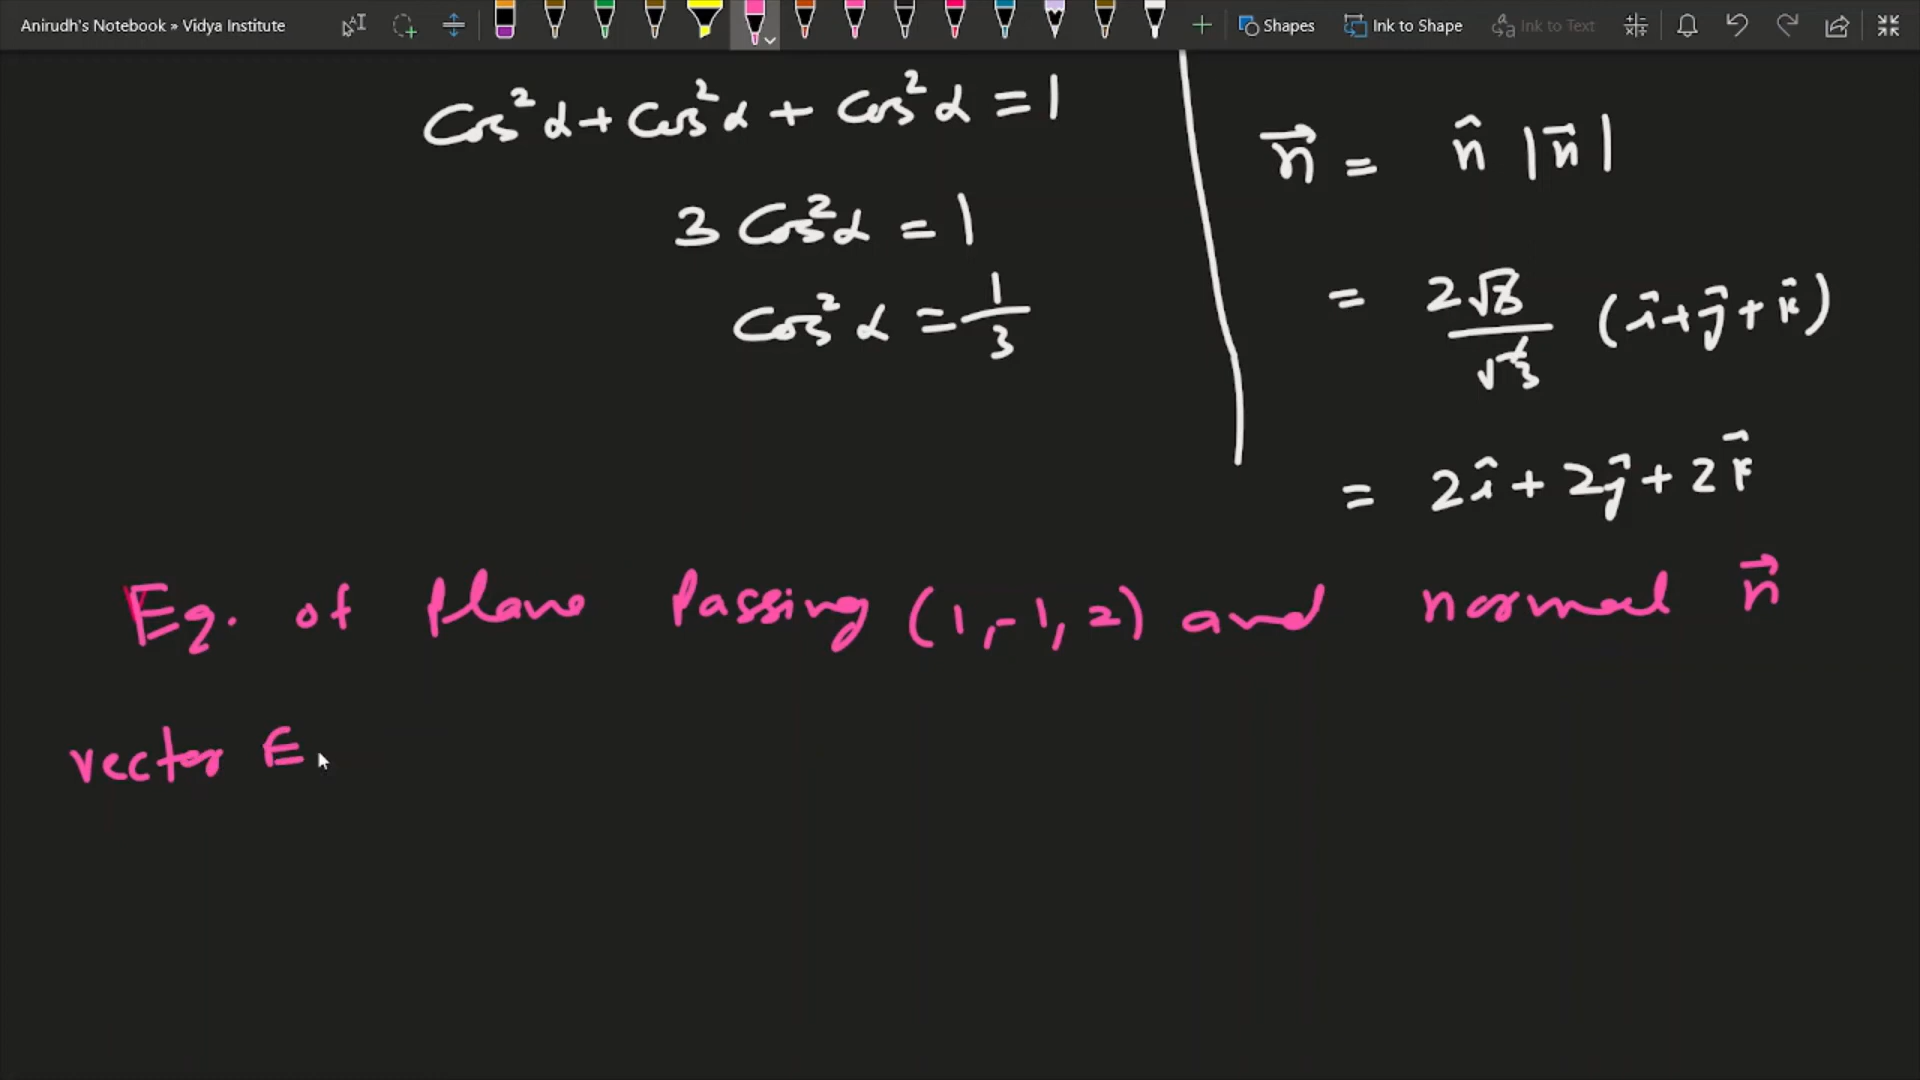 Anirudh's Notebook » Vidya Institute Shapes Ink to Shape Ink to Text
Cos²α + Cos²α + Cos²α = 1
3 Cos²α = 1
Cos²α = 1/3
n⃗ = n̂ |n⃗|
= 2√3/√3 (î + ĵ + k̂)
= 2î + 2ĵ + 2k̂
Eq. of Plane Passing (1, -1, 2) and normal n⃗
vector E